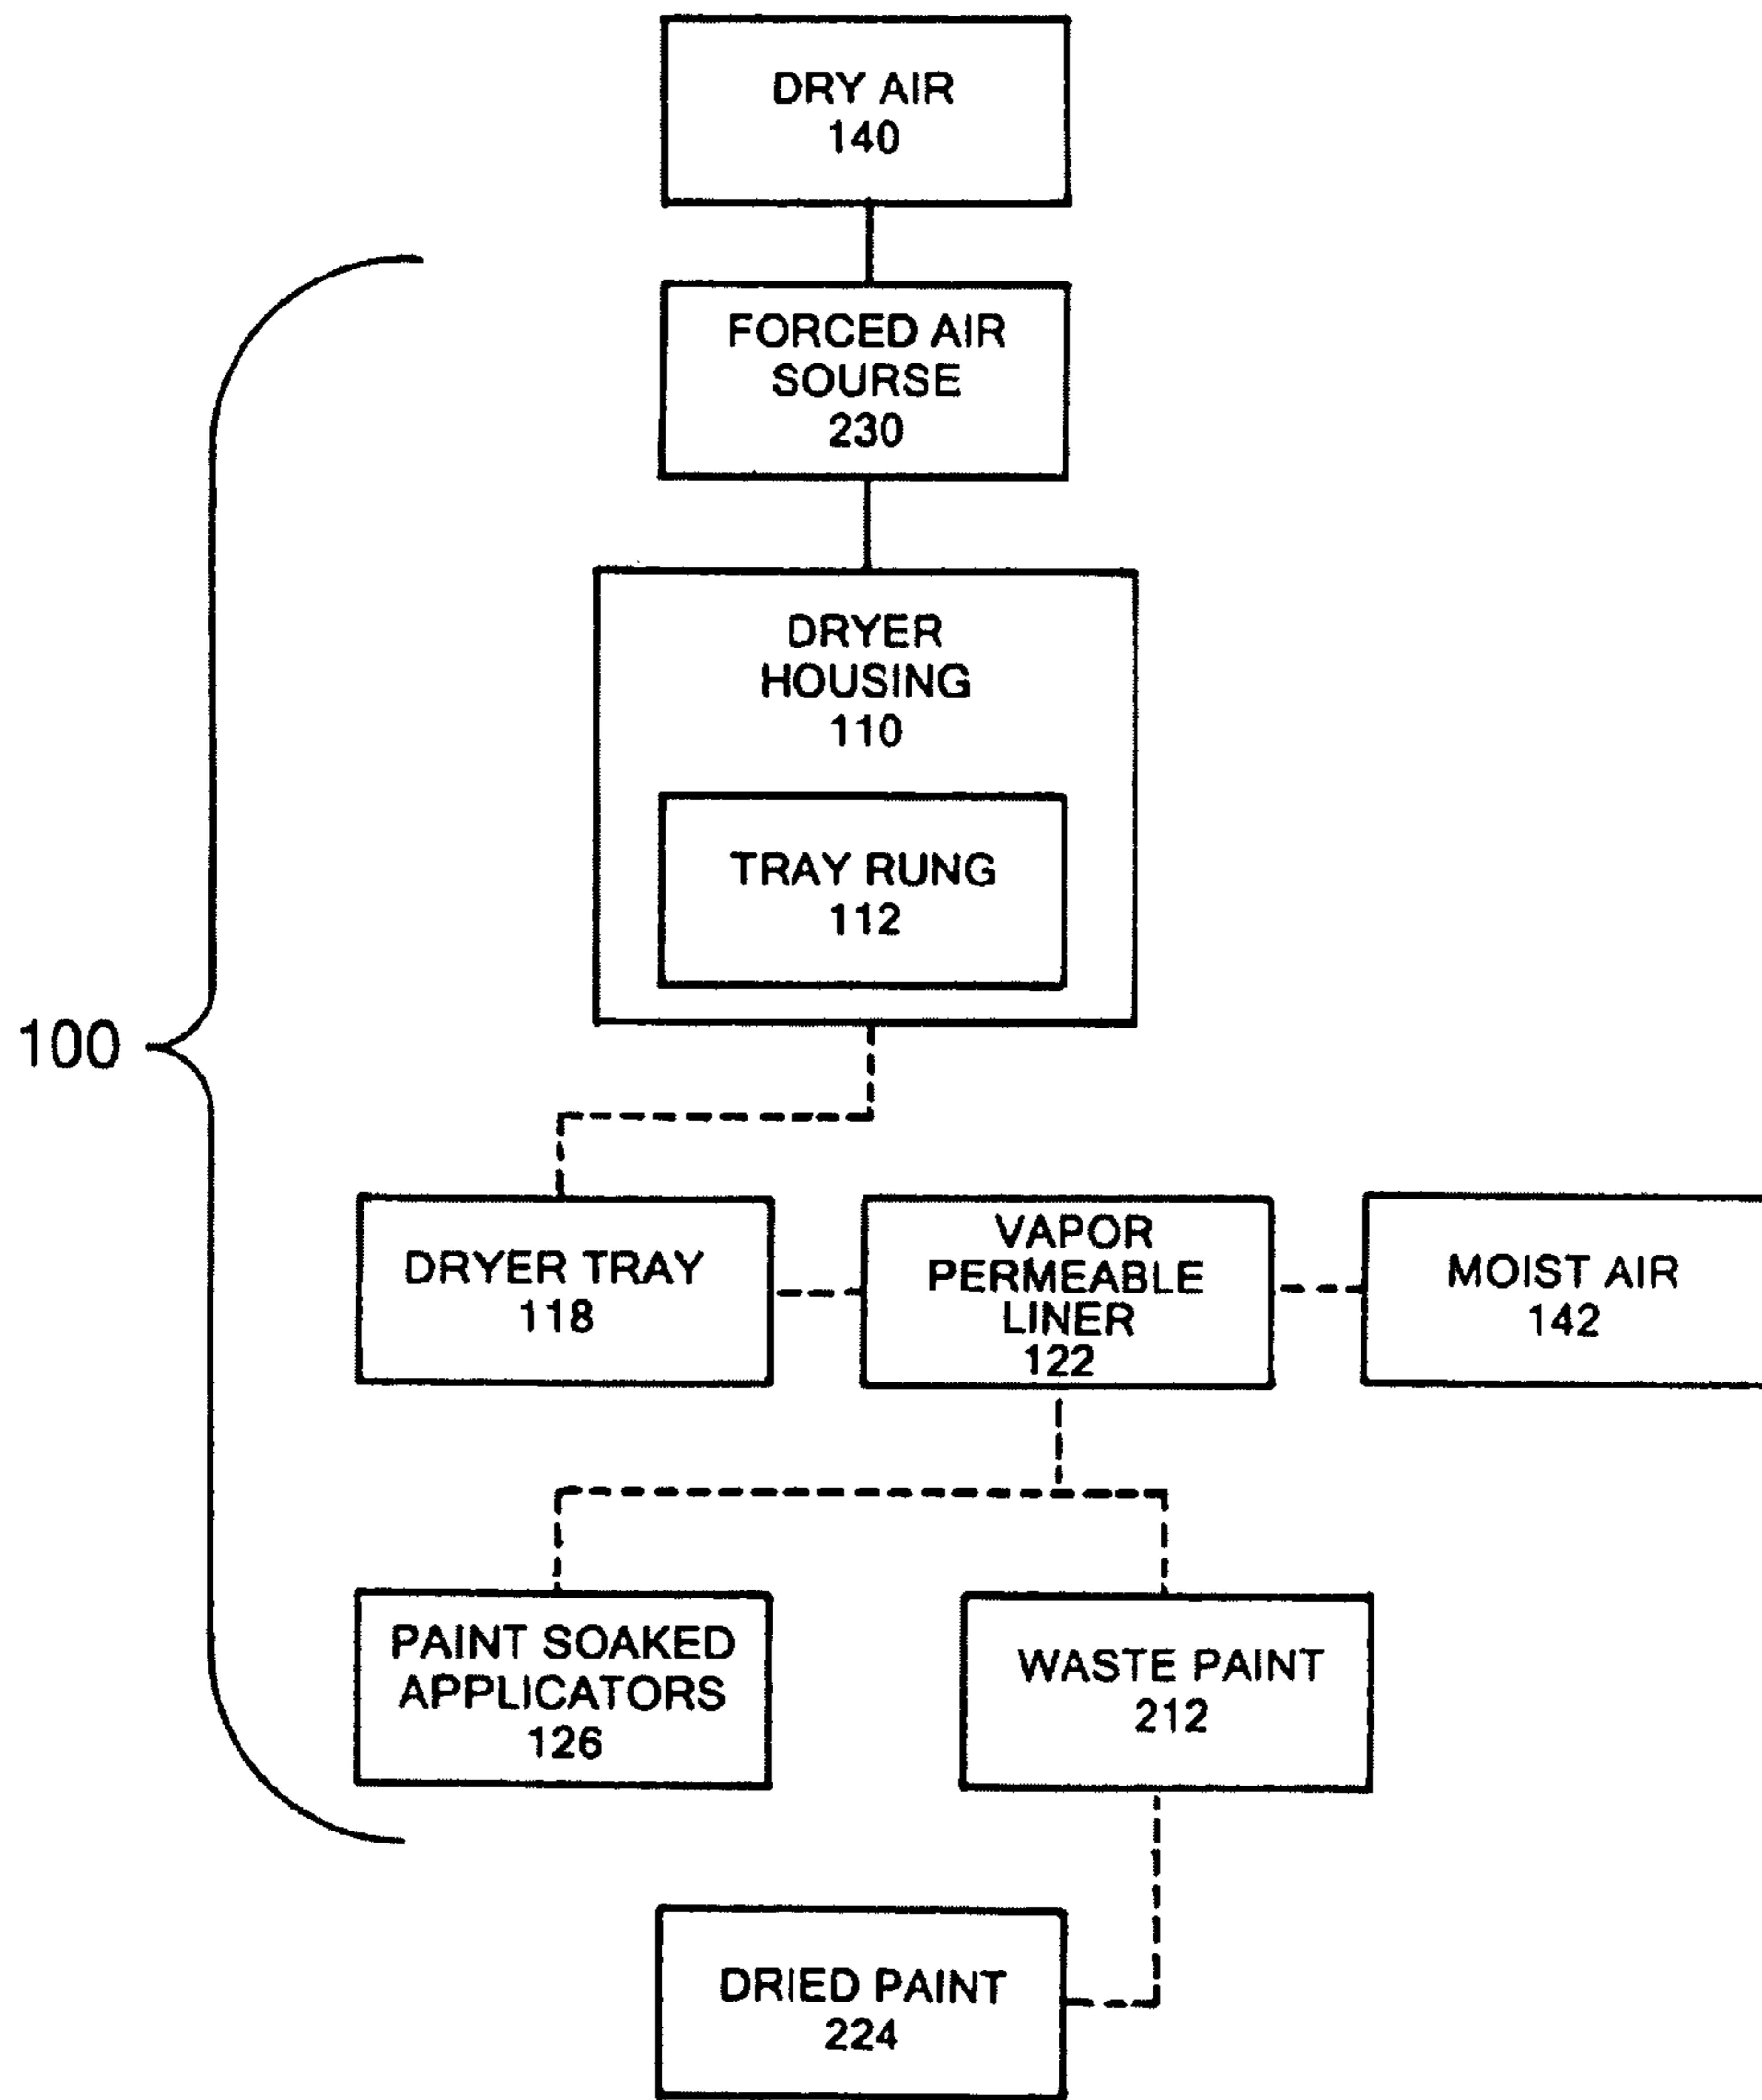 DRY AIR
140
FORCED AIR
SOURSE
230
DRYER
HOUSING
110
TRAY RUNG
112
100
DRYER TRAY
118
VAPOR
PERMEABLE
LINER
122
MOIST AIR
142
PAINT SOAKED
APPLICATORS
126
WASTE PAINT
212
DRIED PAINT
224